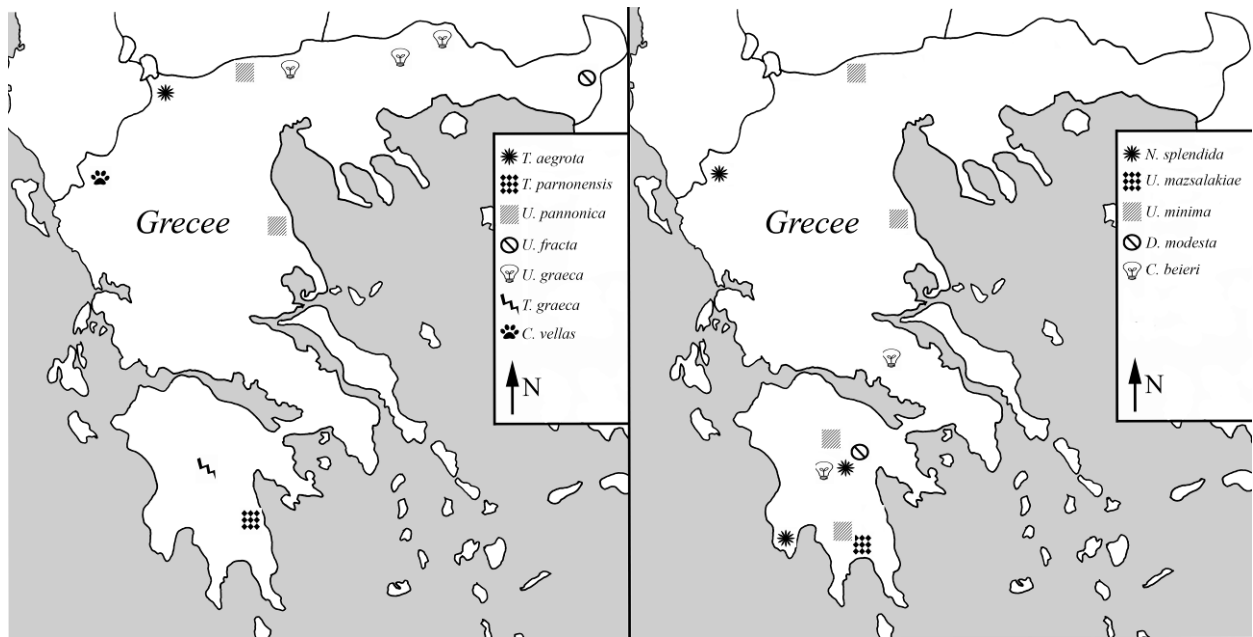 Grecee
T. aegrota
T. parnonensis
U. pannonica
U. fracta
U. graeca
T. graeca
C. vellas
N
Grecee
N. splendida
U. mazsalakiae
U. minima
D. modesta
C. beieri
N